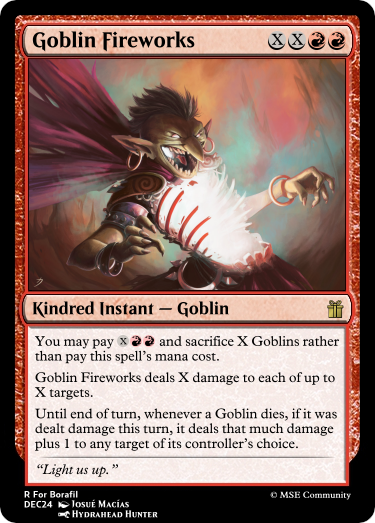 Goblin Fireworks XXRR
Kindred Instant — Goblin
You may pay XRR and sacrifice X Goblins rather
than pay this spell's mana cost.
Goblin Fireworks deals X damage to each of up to
X targets.
Until end of turn, whenever a Goblin dies, if it was
dealt damage this turn, it deals that much damage
plus 1 to any target of its controller's choice.
“Light us up.”
R For Borafil
DEC24 Josué Macías
Hydrahead Hunter
© MSE Community